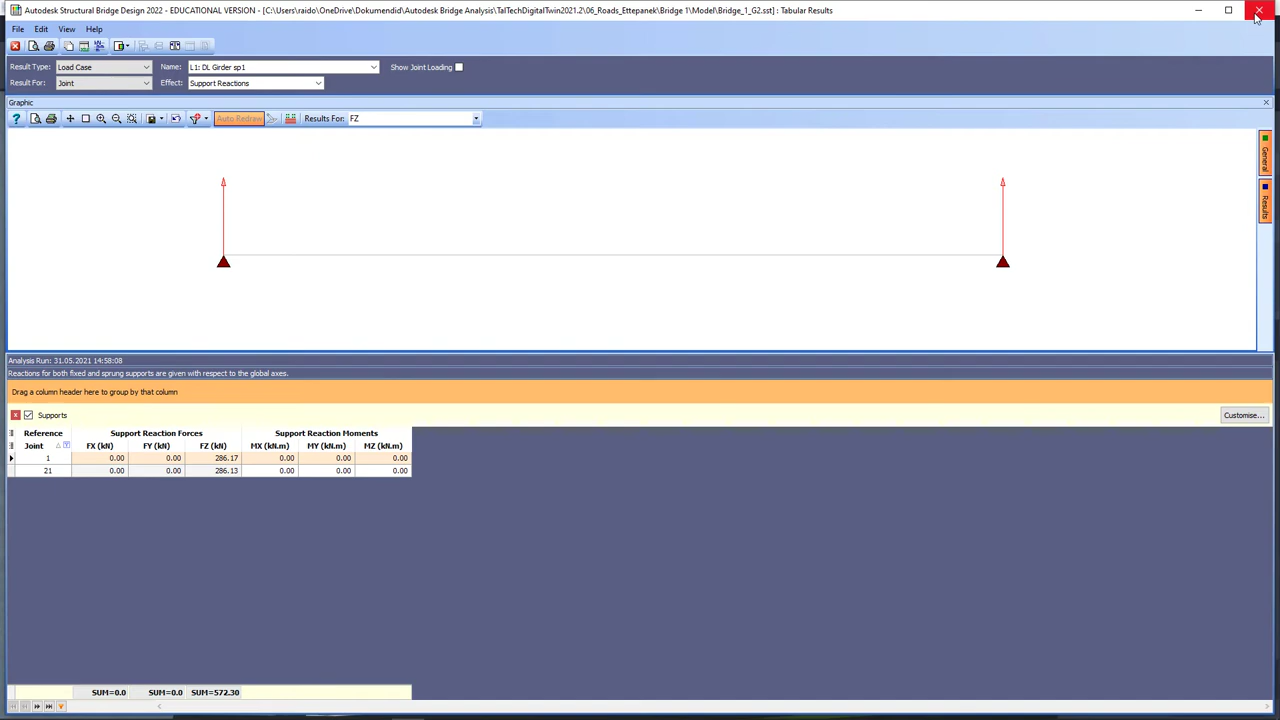 Autodesk Structural Bridge Design 2022 - EDUCATIONAL VERSION - [C:\Users\raido\OneDrive\Dokumendid\Autodesk Bridge Analysis\TalTechDigitalTwin2021.2\06_Roads_Ettepanek\Bridge 1\Model\Bridge_1_G2.sst] : Tabular Results
File Edit View Help
Result Type: Load Case Name: L1: DL Girder sp1 Show Joint Loading
Result For: Joint Effect: Support Reactions
Graphic
Auto Redraw Results For: FZ
General
Results
Analysis Run: 31.05.2021 14:58:08
Reactions for both fixed and sprung supports are given with respect to the global axes.
Drag a column header here to group by that column
Supports Customise...
Reference Support Reaction Forces Support Reaction Moments
Joint FX (kN) FY (kN) FZ (kN) MX (kN.m) MY (kN.m) MZ (kN.m)
1 0.00 0.00 286.17 0.00 0.00 0.00
21 0.00 0.00 286.13 0.00 0.00 0.00
SUM=0.0 SUM=0.0 SUM=572.30